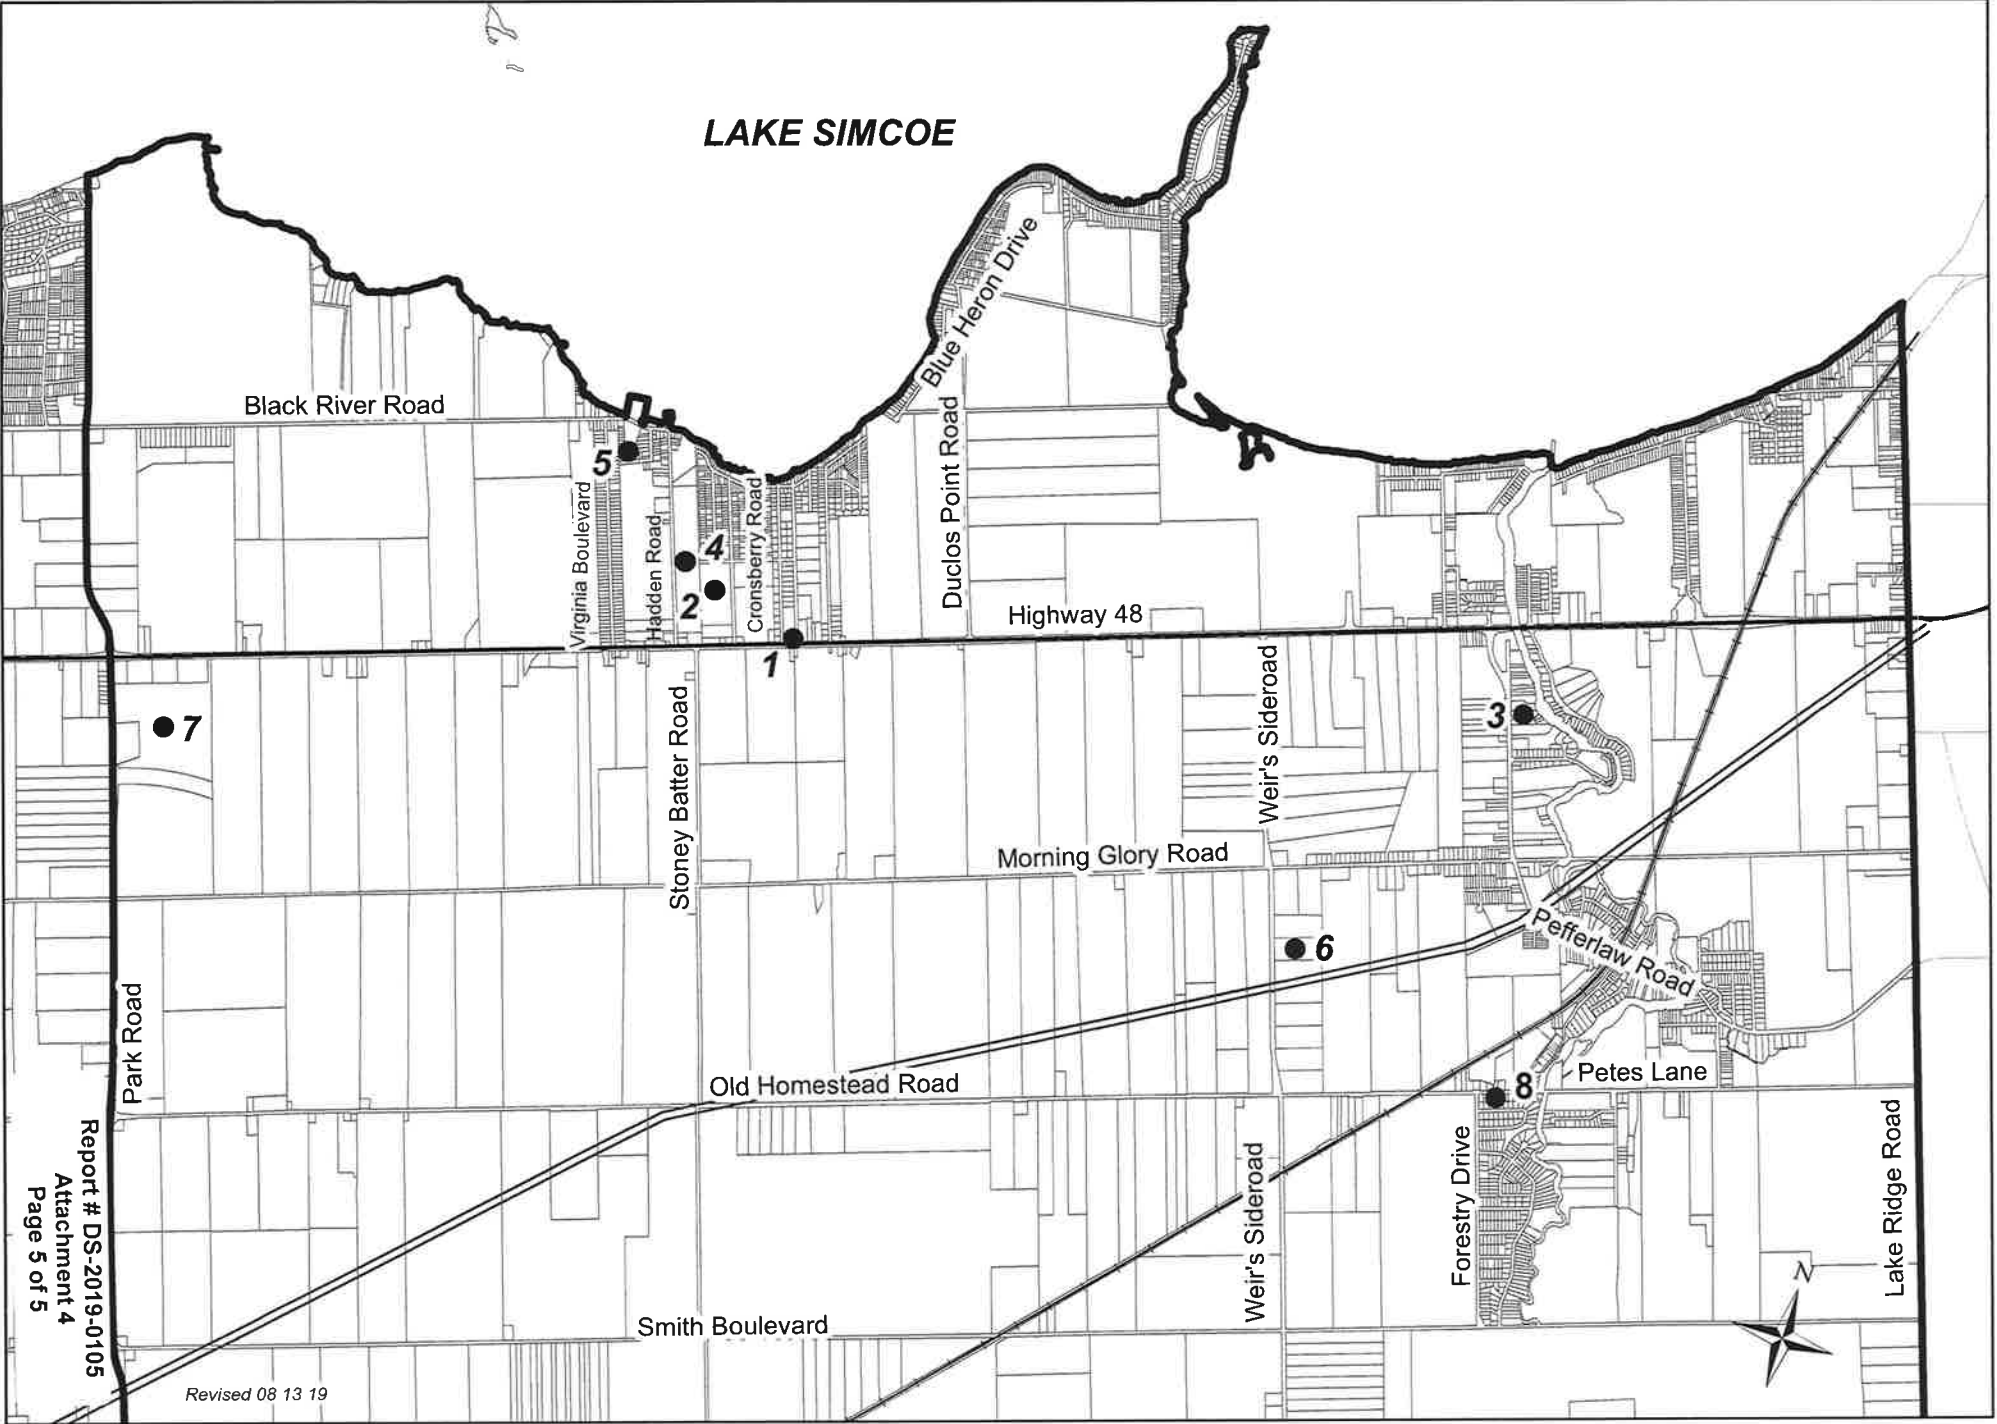 LAKE SIMCOE
Blue Heron Drive
Black River Road
5
Virginia Boulevard
Hadden Road
4
2
Cronsberry Road
Duclos Point Road
Highway 48
1
7
Stoney Batter Road
Weir's Sideroad
3
Morning Glory Road
6
Pefferlaw Road
Park Road
Old Homestead Road
Petes Lane
8
Forestry Drive
Weir's Sideroad
Lake Ridge Road
Smith Boulevard
N
Report # DS-2019-0105
Attachment 4
Page 5 of 5
Revised 08 13 19